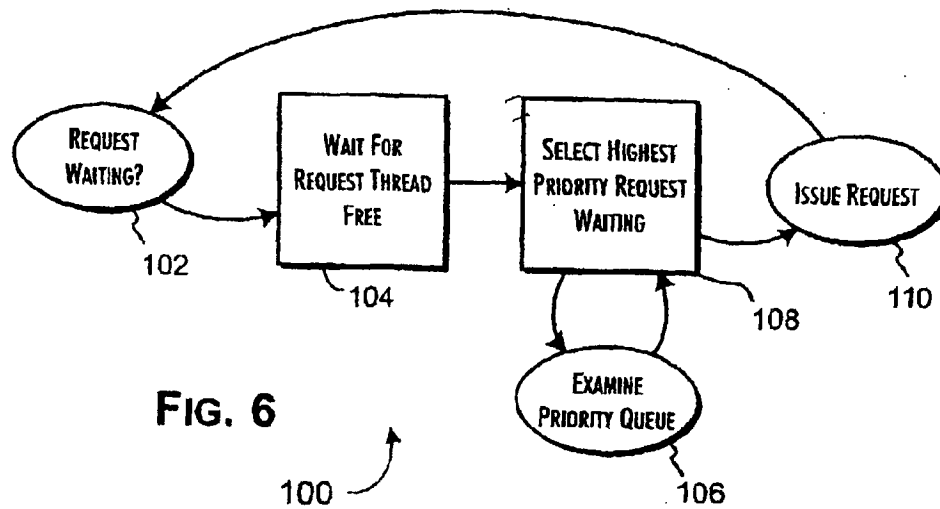 REQUEST
WAITING?
102
WAIT FOR
REQUEST THREAD
FREE
104
SELECT HIGHEST
PRIORITY REQUEST
WAITING
108
ISSUE REQUEST
110
EXAMINE
PRIORITY QUEUE
106
FIG. 6
100